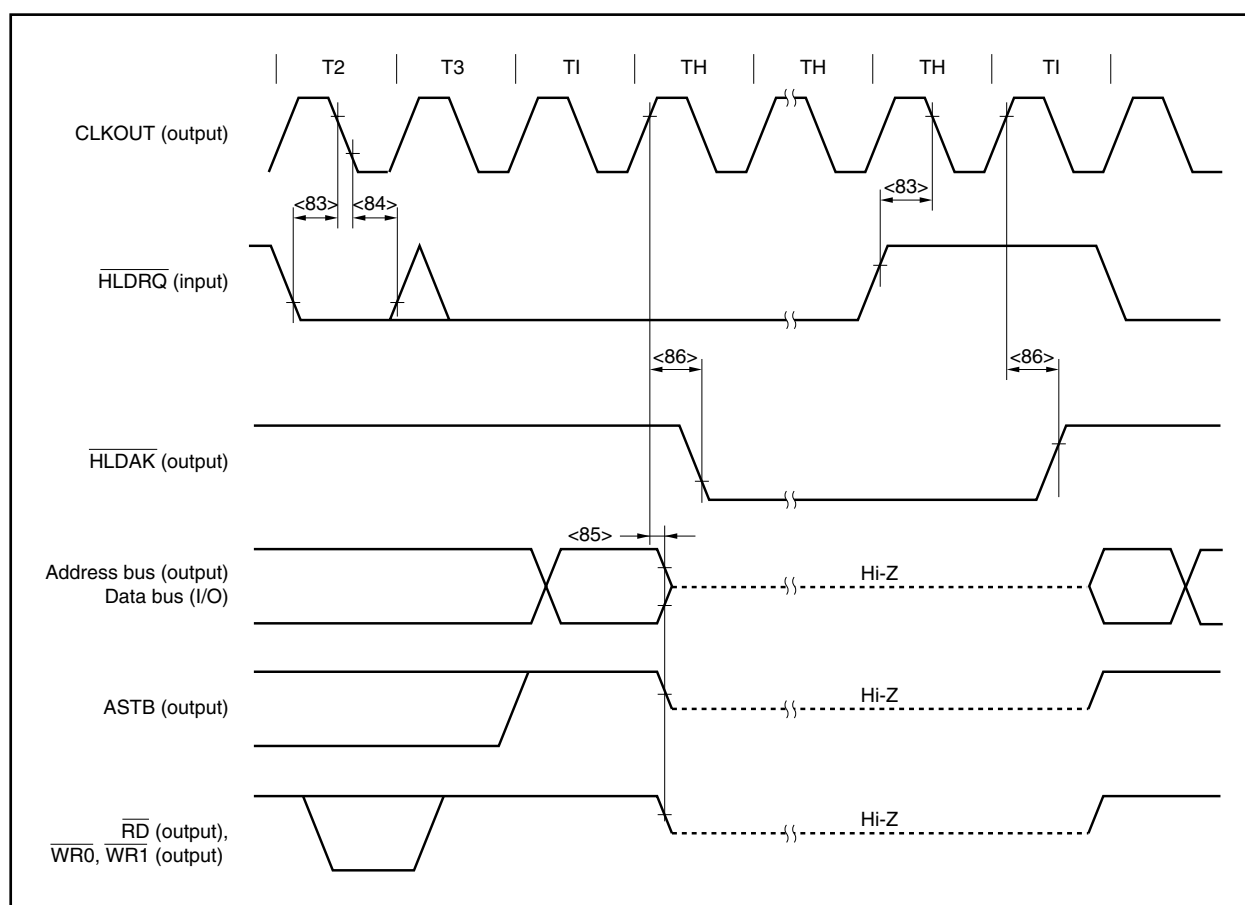 T2 T3 TI TH TH TH TI
CLKOUT (output)
<83> <84> <83>
HLDRQ (input)
<86> <86>
HLDAK (output)
<85>
Address bus (output)
Data bus (I/O)
Hi-Z
ASTB (output)
Hi-Z
RD (output),
WR0, WR1 (output)
Hi-Z